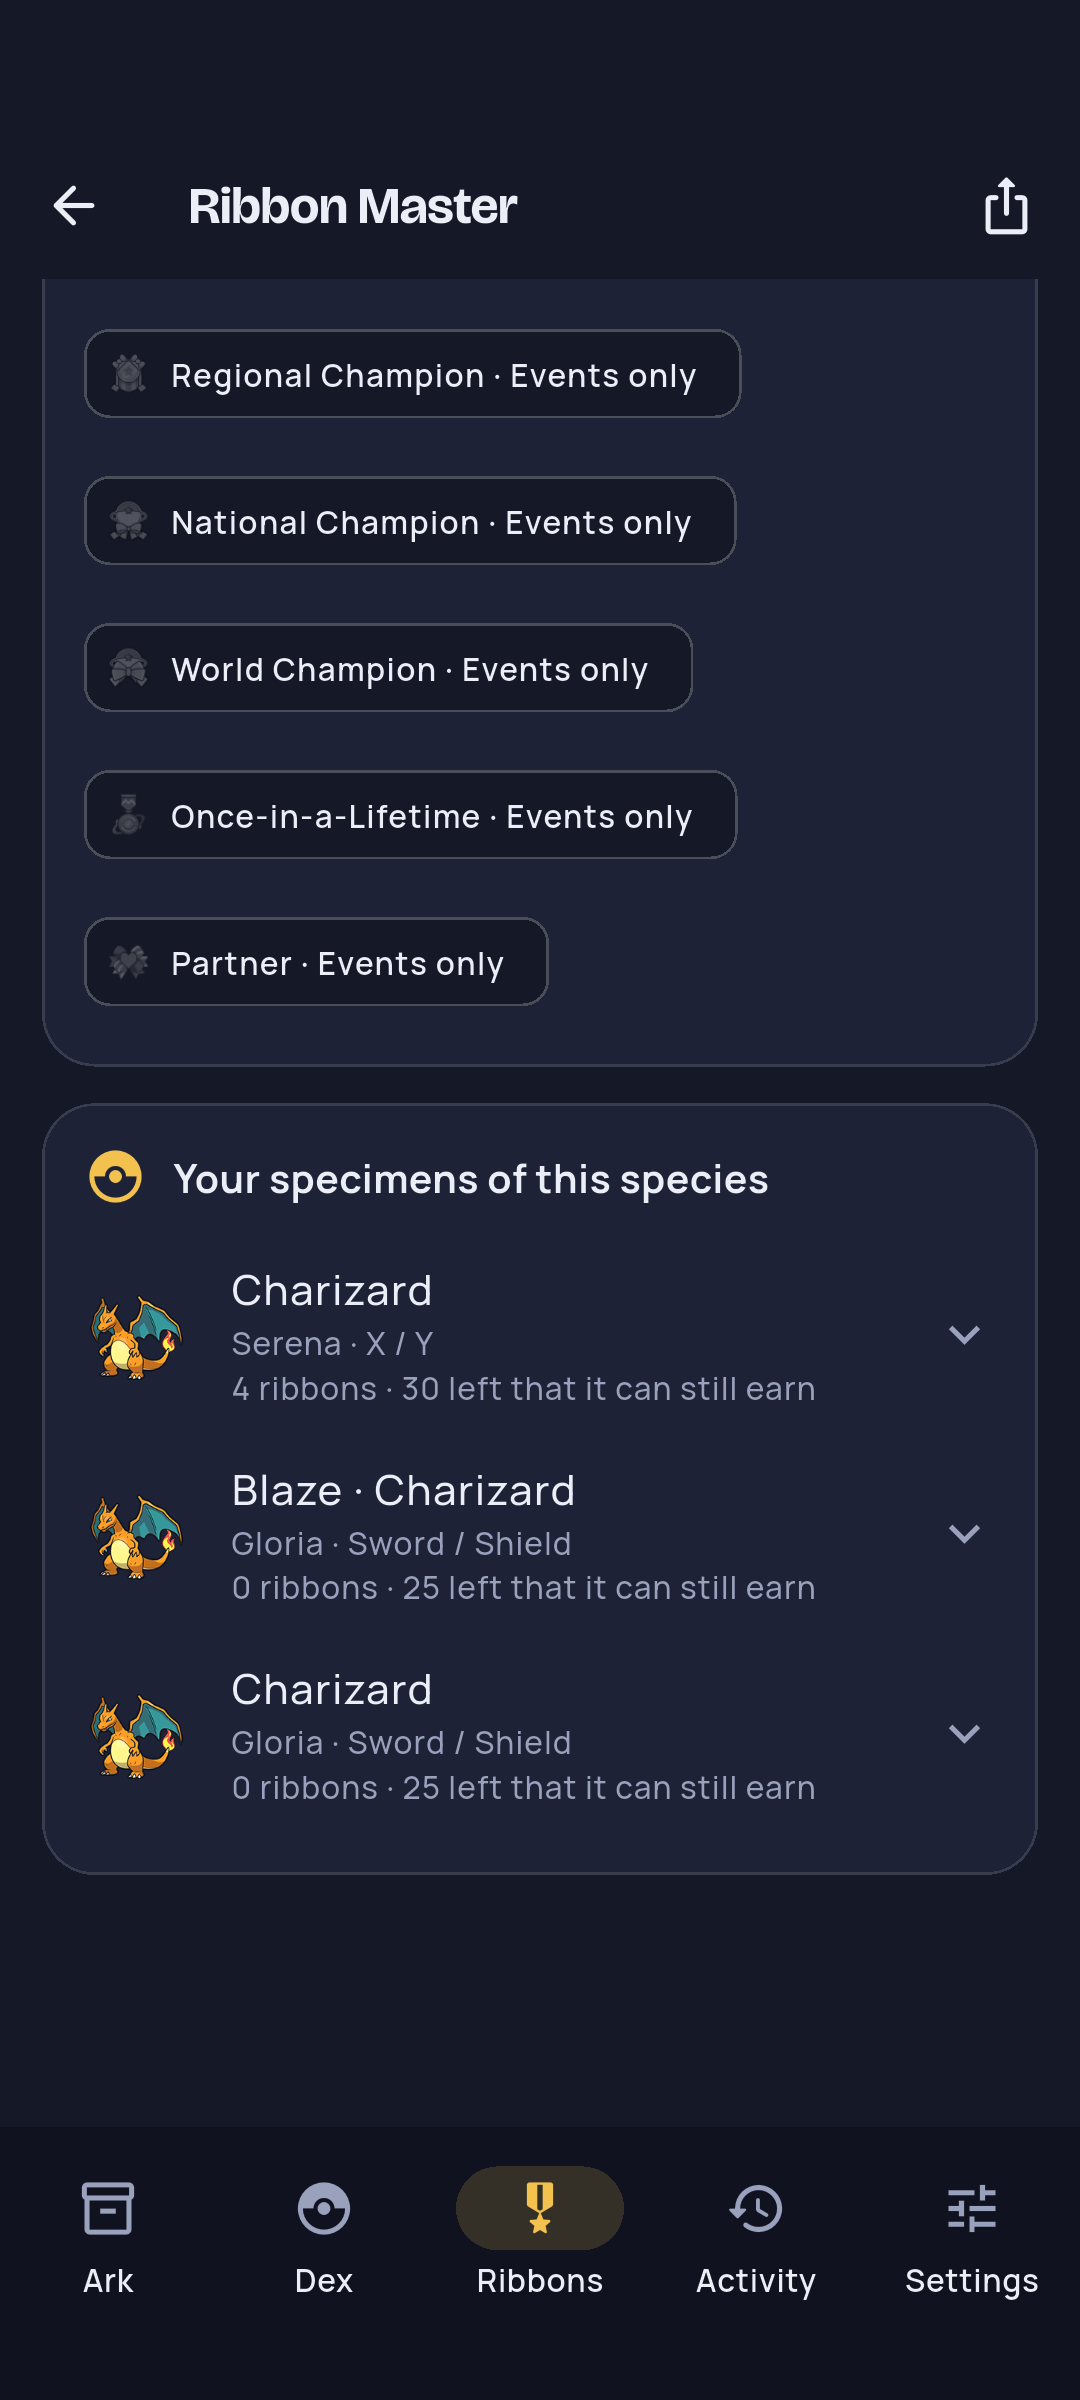 Ribbon Master
Regional Champion · Events only
National Champion · Events only
World Champion · Events only
Once-in-a-Lifetime · Events only
Partner · Events only
Your specimens of this species
Charizard
Serena · X / Y
4 ribbons · 30 left that it can still earn
Blaze · Charizard
Gloria · Sword / Shield
0 ribbons · 25 left that it can still earn
Charizard
Gloria · Sword / Shield
0 ribbons · 25 left that it can still earn
Ark Dex Ribbons Activity Settings